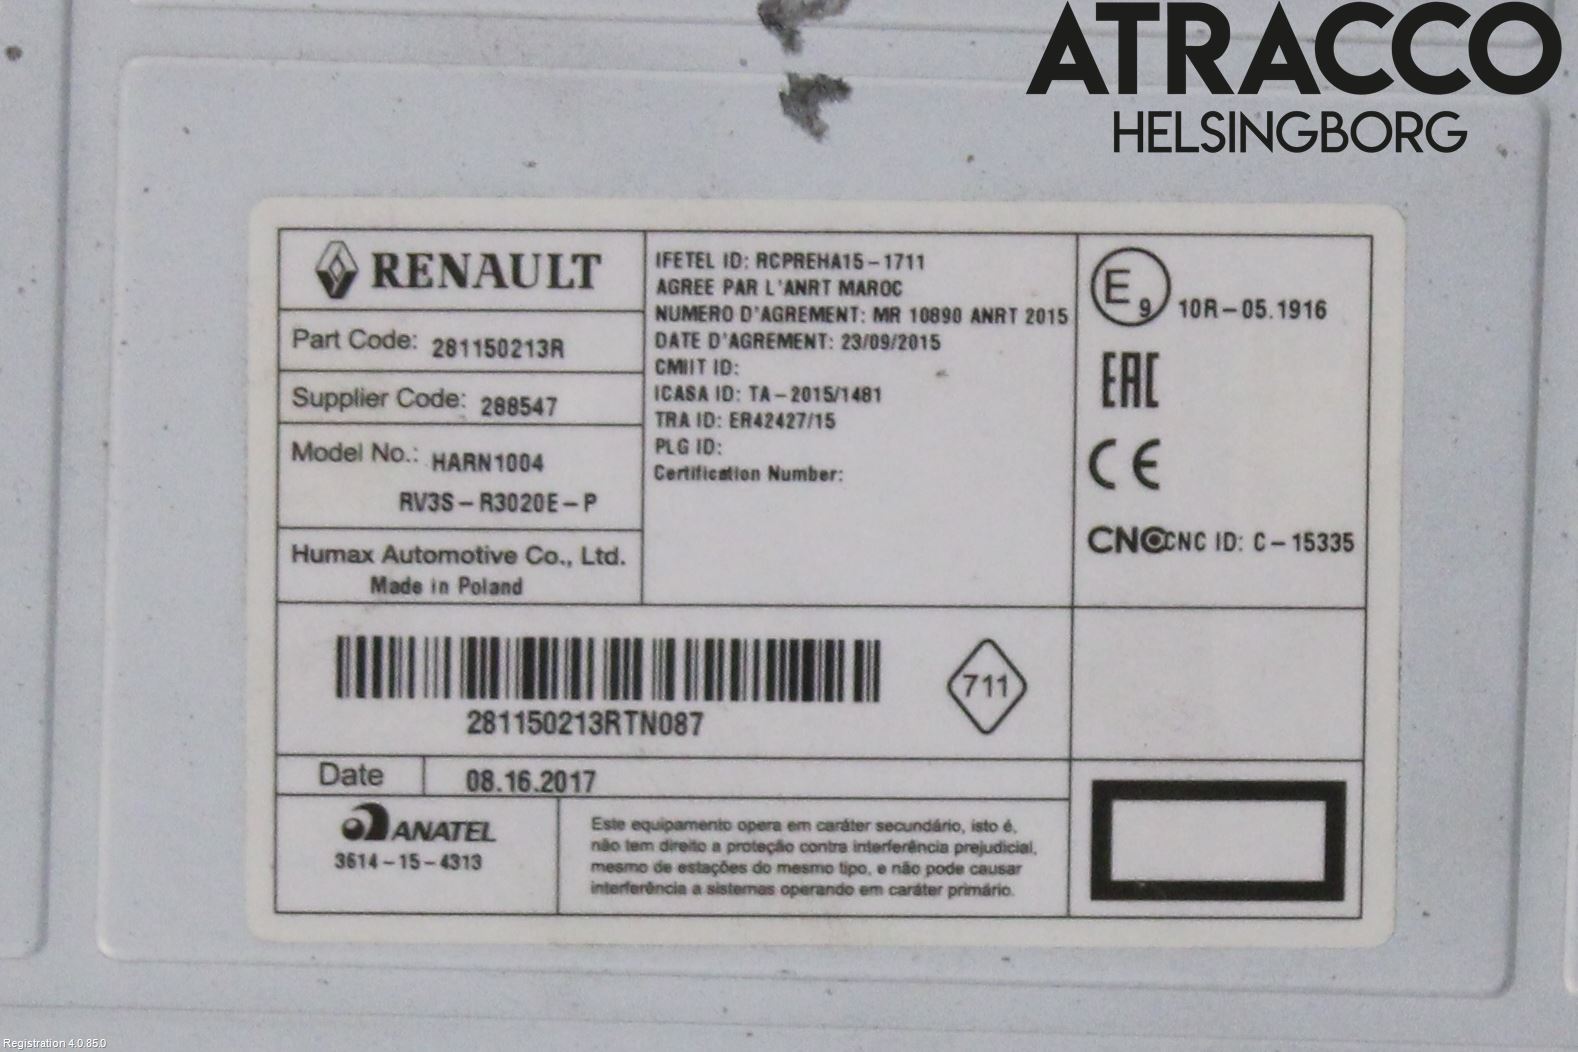 ATRACCO
HELSINGBORG
RENAULT
Part Code: 281150213R
Supplier Code: 288547
Model No.: HARN1004
RV3S-R3020E-P
Humax Automotive Co., Ltd.
Made in Poland
IFETEL ID: RCPREHA15-1711
AGREE PAR L'ANRT MAROC
NUMERO D'AGREMENT: MR 10890 ANRT 2015
DATE D'AGREMENT: 23/09/2015
CMIIT ID:
ICASA ID: TA-2015/1481
TRA ID: ER42427/15
PLG ID:
Certification Number:
E9 10R-05.1916
EAC
CE
CNC CNC ID: C-15335
281150213RTN087
711
Date 08.16.2017
ANATEL
3614-15-4313
Este equipamento opera em caráter secundário, isto é,
não tem direito a proteção contra interferência prejudicial,
mesmo de estações do mesmo tipo, e não pode causar
interferência a sistemas operando em caráter primário.
Registration 4.0.85.0